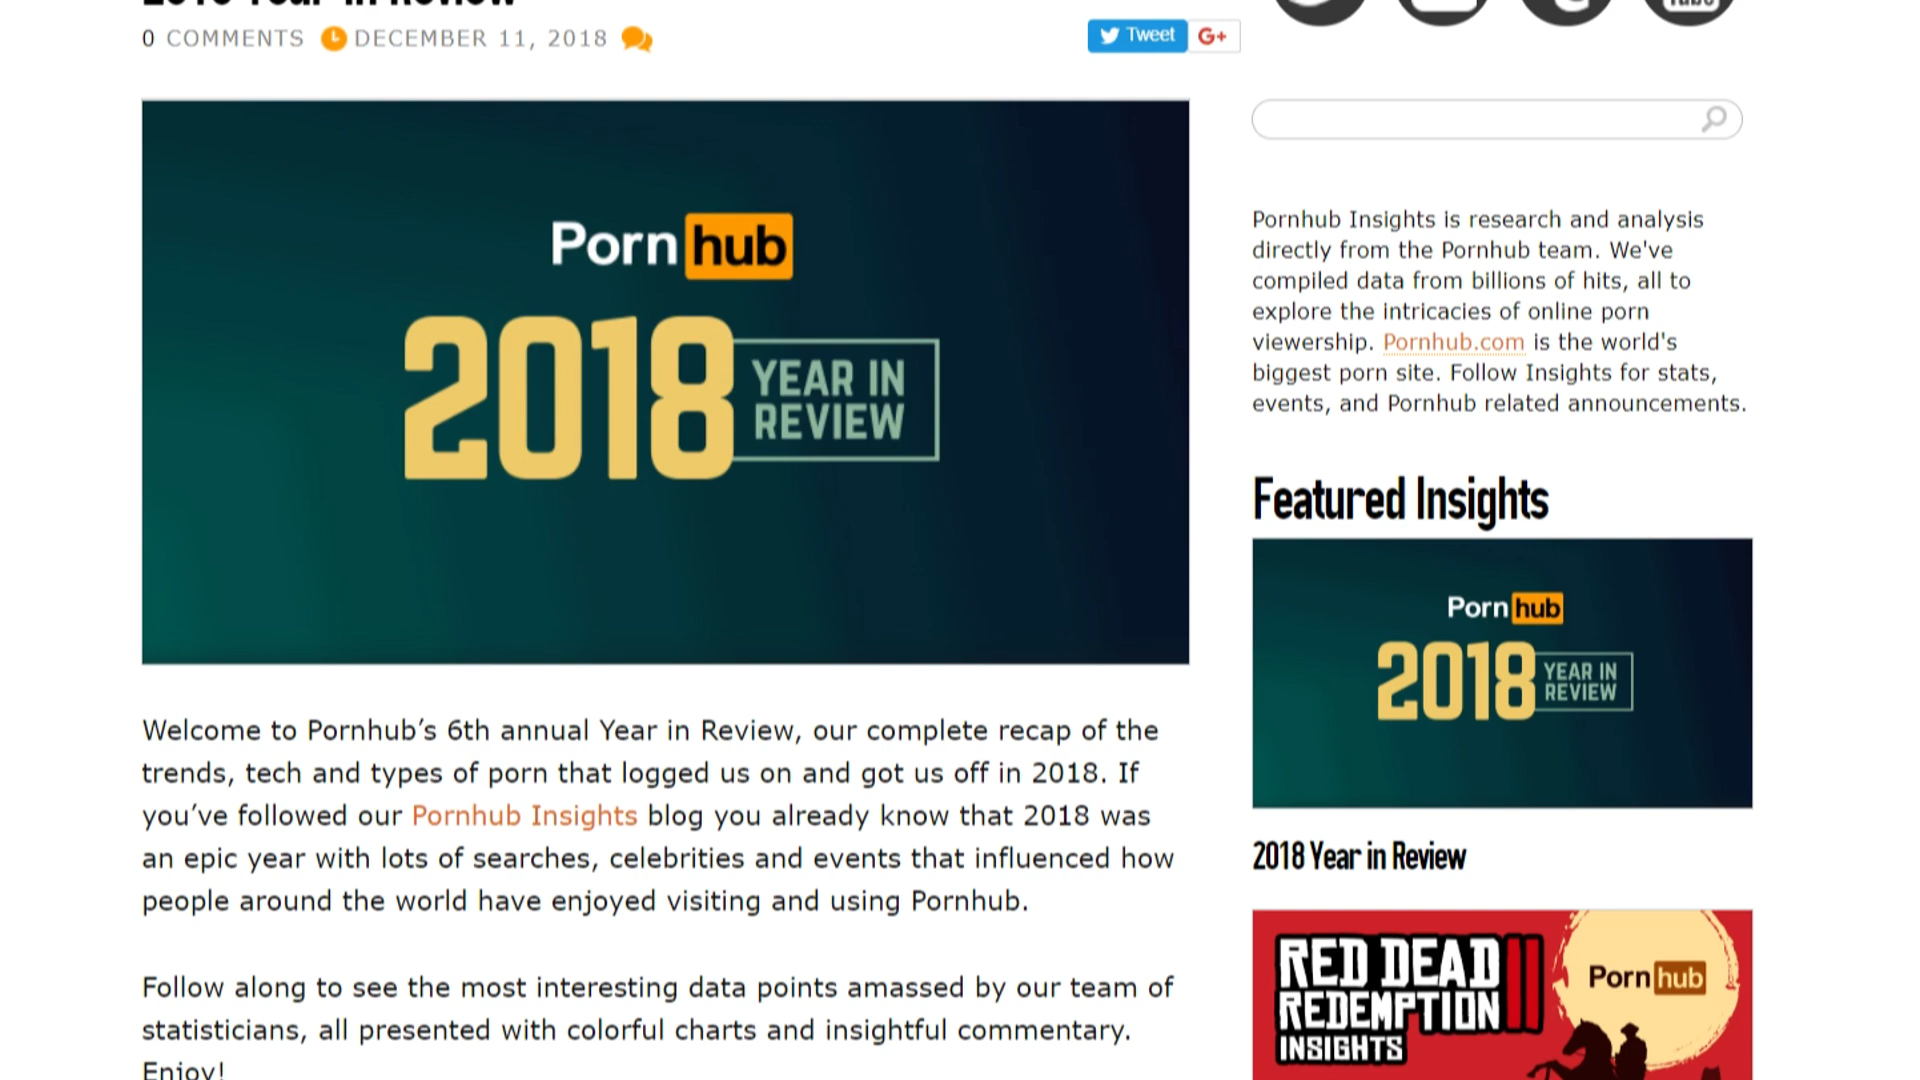 2018 Year in Review
0 COMMENTS DECEMBER 11, 2018
Tweet G+
Pornhub
2018 YEAR IN
REVIEW
Welcome to Pornhub’s 6th annual Year in Review, our complete recap of the
trends, tech and types of porn that logged us on and got us off in 2018. If
you’ve followed our Pornhub Insights blog you already know that 2018 was
an epic year with lots of searches, celebrities and events that influenced how
people around the world have enjoyed visiting and using Pornhub.
Follow along to see the most interesting data points amassed by our team of
statisticians, all presented with colorful charts and insightful commentary.
Enjoy!
Pornhub Insights is research and analysis
directly from the Pornhub team. We've
compiled data from billions of hits, all to
explore the intricacies of online porn
viewership. Pornhub.com is the world's
biggest porn site. Follow Insights for stats,
events, and Pornhub related announcements.
Featured Insights
Pornhub
2018 YEAR IN
REVIEW
2018 Year in Review
RED DEAD
REDEMPTION II
INSIGHTS
Pornhub